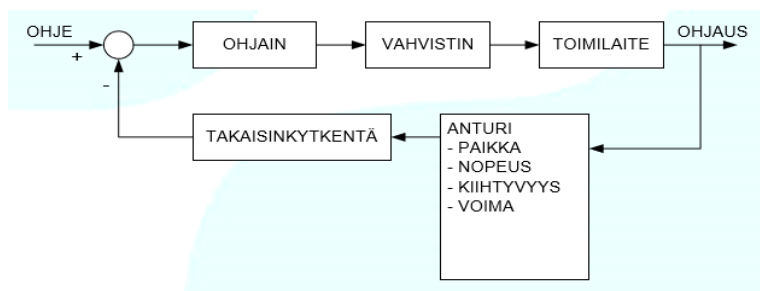 OHJE
+
-
OHJAIN
VAHVISTIN
TOIMILAITE
OHJAUS
TAKAISINKYTKENTÄ
ANTURI
- PAIKKA
- NOPEUS
- KIIHTYVYYS
- VOIMA